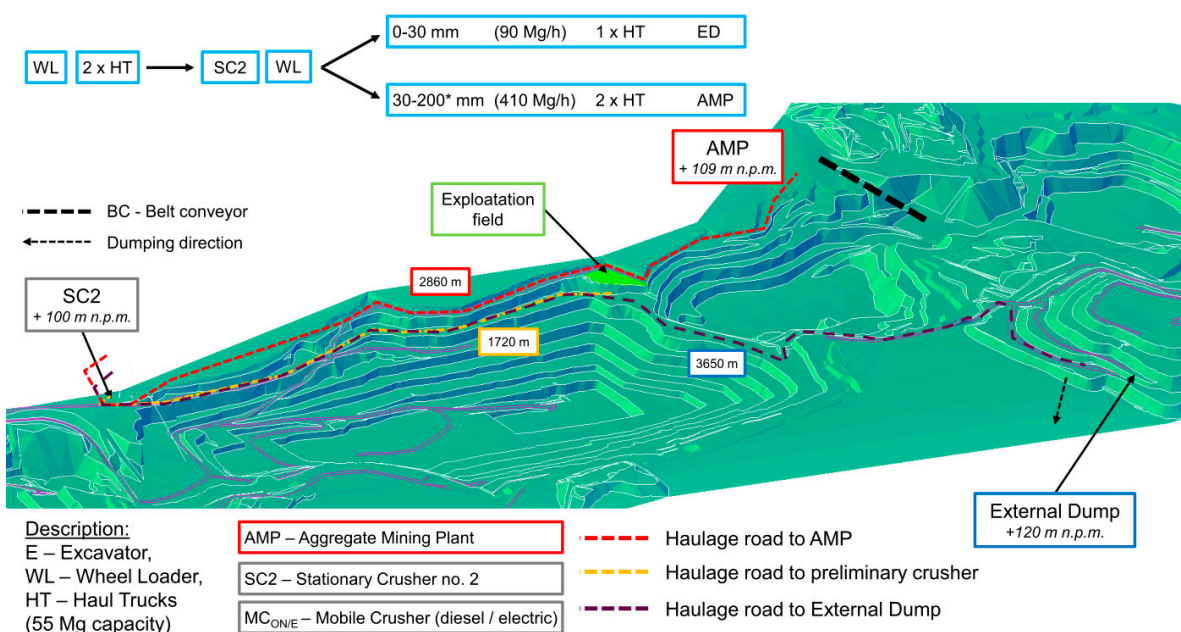 0-30 mm (90 Mg/h) 1 x HT ED
WL 2 x HT SC2 WL
30-200* mm (410 Mg/h) 2 x HT AMP
AMP
+ 109 m n.p.m.
Exploatation
field
BC - Belt conveyor
Dumping direction
2860 m
SC2
+ 100 m n.p.m.
1720 m
3650 m
External Dump
+120 m n.p.m.
Description:
E – Excavator,
WL – Wheel Loader,
HT – Haul Trucks
(55 Mg capacity)
AMP – Aggregate Mining Plant
SC2 – Stationary Crusher no. 2
MCON/E – Mobile Crusher (diesel / electric)
Haulage road to AMP
Haulage road to preliminary crusher
Haulage road to External Dump